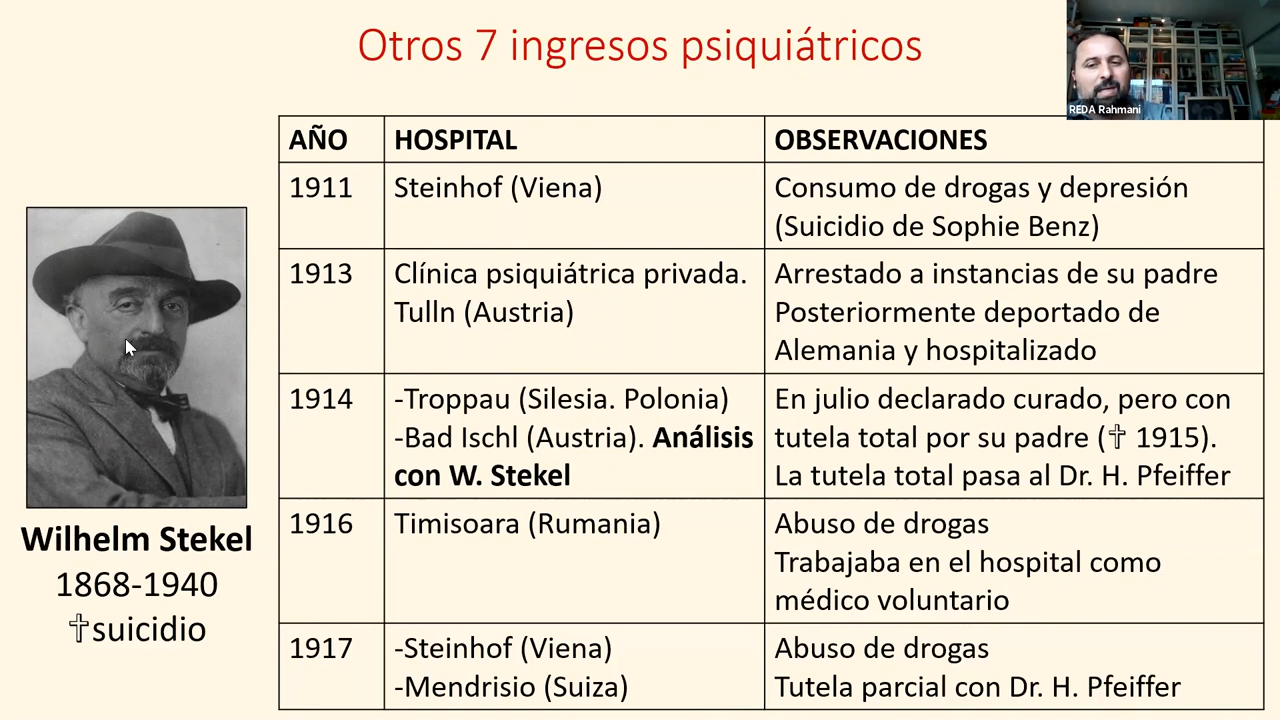 Otros 7 ingresos psiquiátricos
REDA Rahmani
AÑO HOSPITAL OBSERVACIONES
1911 Steinhof (Viena) Consumo de drogas y depresión
(Suicidio de Sophie Benz)
1913 Clínica psiquiátrica privada. Arrestado a instancias de su padre
Tulln (Austria) Posteriormente deportado de
Alemania y hospitalizado
1914 -Troppau (Silesia. Polonia) En julio declarado curado, pero con
-Bad Ischl (Austria). Análisis tutela total por su padre (✝ 1915).
con W. Stekel La tutela total pasa al Dr. H. Pfeiffer
1916 Timisoara (Rumania) Abuso de drogas
Trabajaba en el hospital como
médico voluntario
1917 -Steinhof (Viena) Abuso de drogas
-Mendrisio (Suiza) Tutela parcial con Dr. H. Pfeiffer
Wilhelm Stekel
1868-1940
✝suicidio